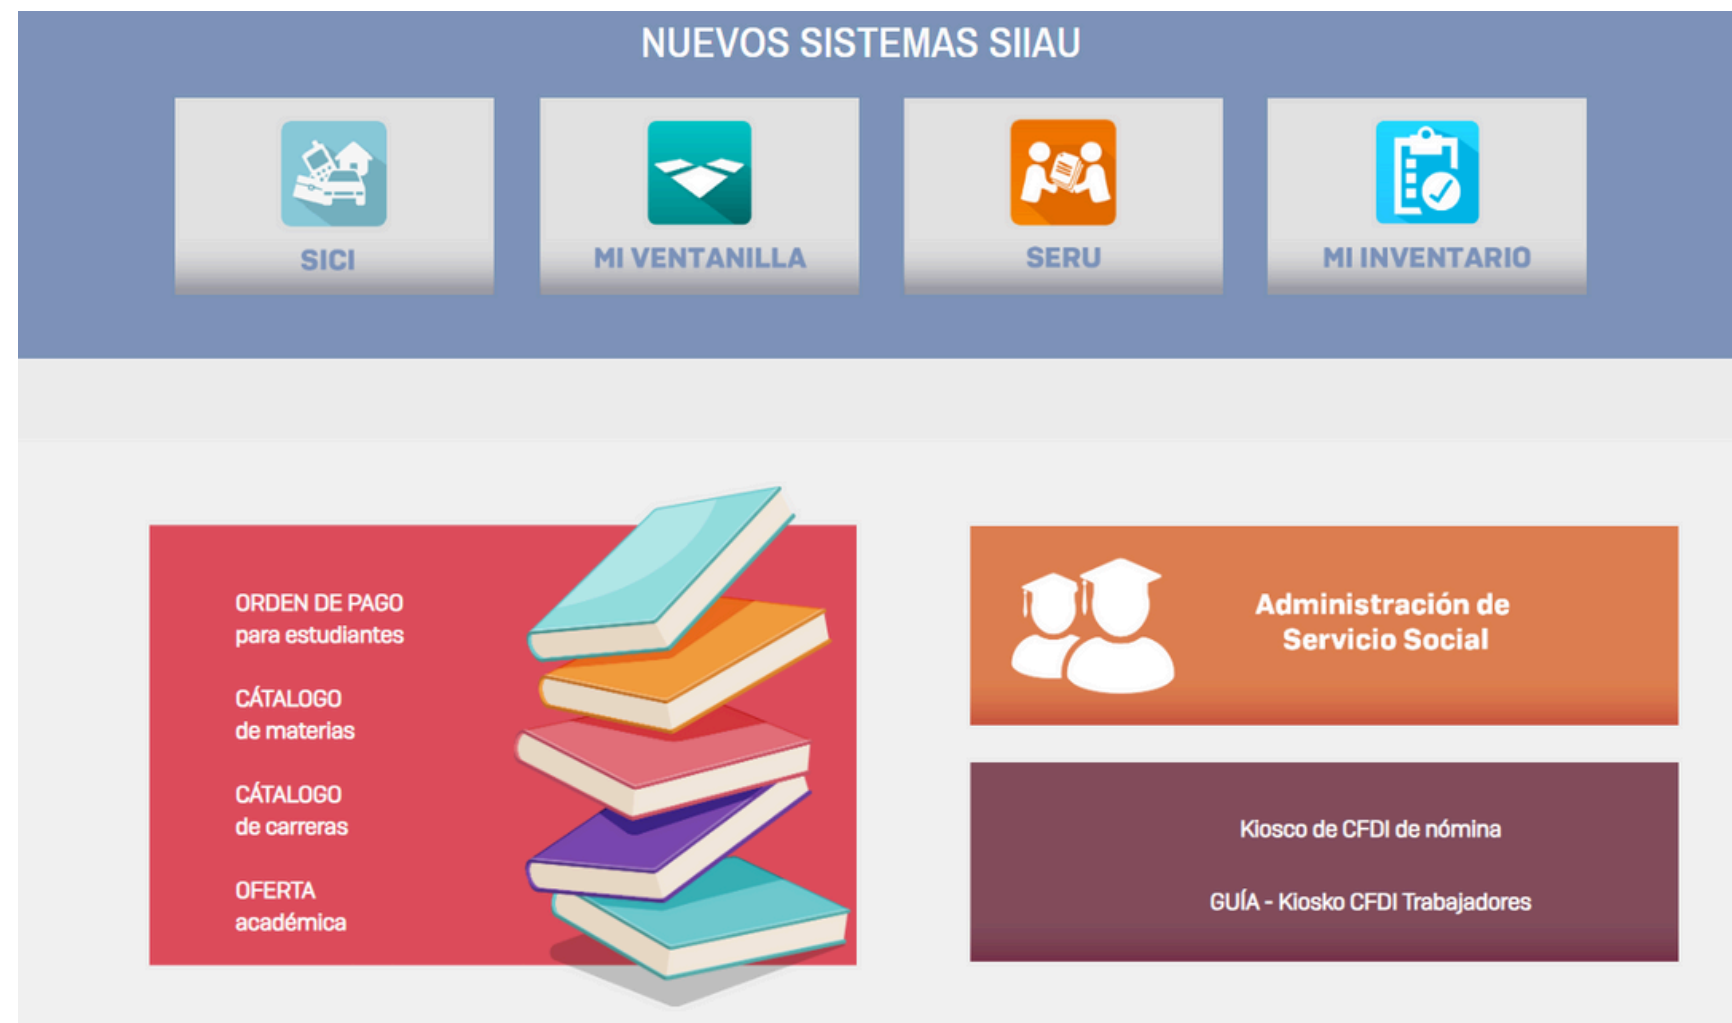 NUEVOS SISTEMAS SIIAU
SICI
MI VENTANILLA
SERU
MI INVENTARIO
ORDEN DE PAGO
para estudiantes
CÁTALOGO
de materias
CÁTALOGO
de carreras
OFERTA
académica
Administración de
Servicio Social
Kiosco de CFDI de nómina
GUÍA - Kiosko CFDI Trabajadores